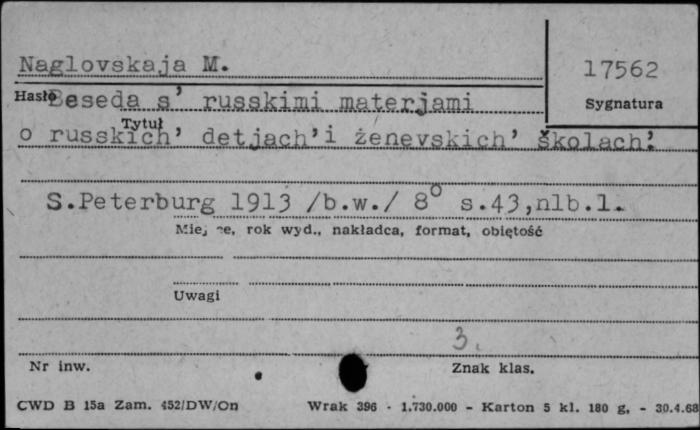 Naglovskaja M.
17562
Hasło
Beseda s' russkimi materjami
Sygnatura
Tytuł
o russkich' detjach' i ženevskich' školach'.
S.Peterburg 1913 /b.w./ 8° s.43,nlb.1.
Miejsce, rok wyd., nakładca, format, objętość
Uwagi
3.
Nr inw.
Znak klas.
CWD B 15a Zam. 452/DW/On Wrak 396 - 1.730.000 - Karton 5 kl. 180 g. - 30.4.68